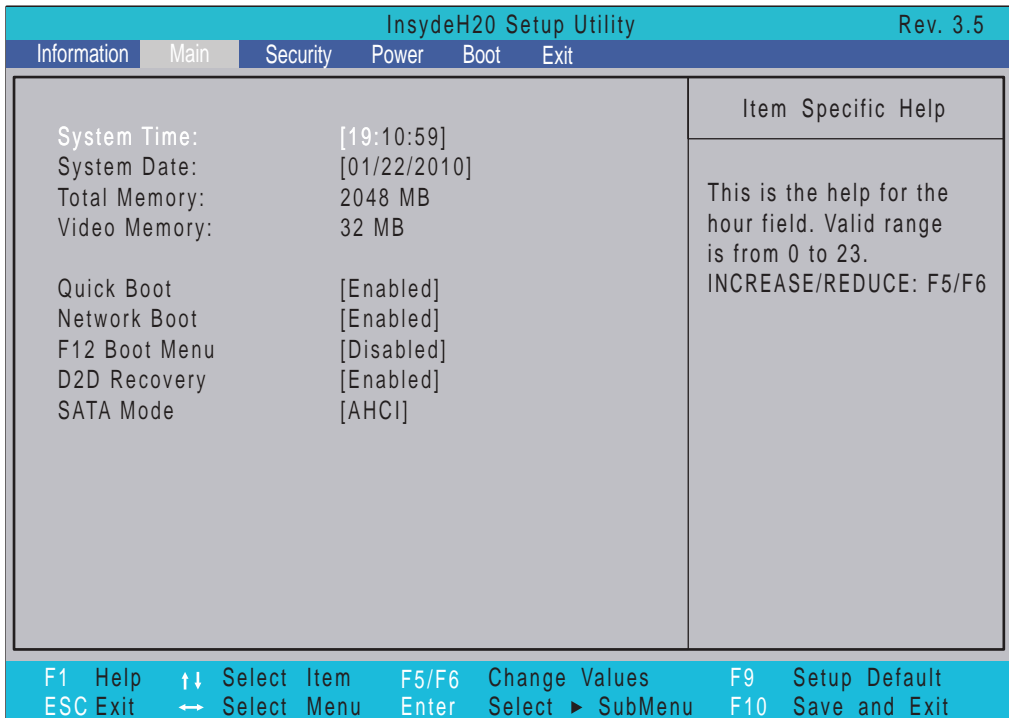 InsydeH20 Setup Utility Rev. 3.5
Information Main Security Power Boot Exit
System Time: [19:10:59]
System Date: [01/22/2010]
Total Memory: 2048 MB
Video Memory: 32 MB
Quick Boot [Enabled]
Network Boot [Enabled]
F12 Boot Menu [Disabled]
D2D Recovery [Enabled]
SATA Mode [AHCI]
Item Specific Help
This is the help for the
hour field. Valid range
is from 0 to 23.
INCREASE/REDUCE: F5/F6
F1 Help ↑↓ Select Item F5/F6 Change Values F9 Setup Default
ESC Exit ↔ Select Menu Enter Select ► SubMenu F10 Save and Exit